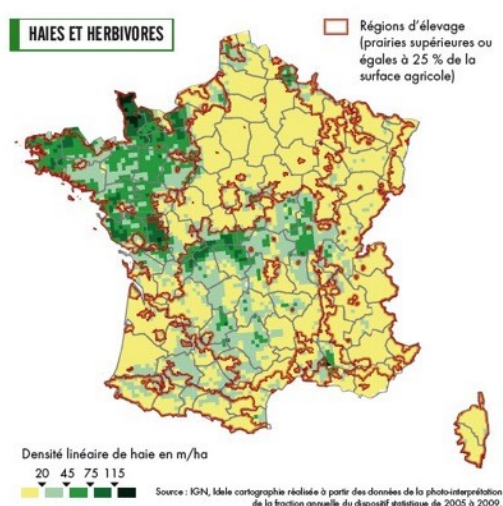 HAIES ET HERBIVORES
Régions d'élevage
(prairies supérieures ou
égales à 25 % de la
surface agricole)
Densité linéaire de haie en m/ha
20 45 75 115
Source : IGN, Idele cartographie réalisée à partir des données de la photo-interprétation
de la fraction annuelle du dispositif statistique de 2005 à 2009.